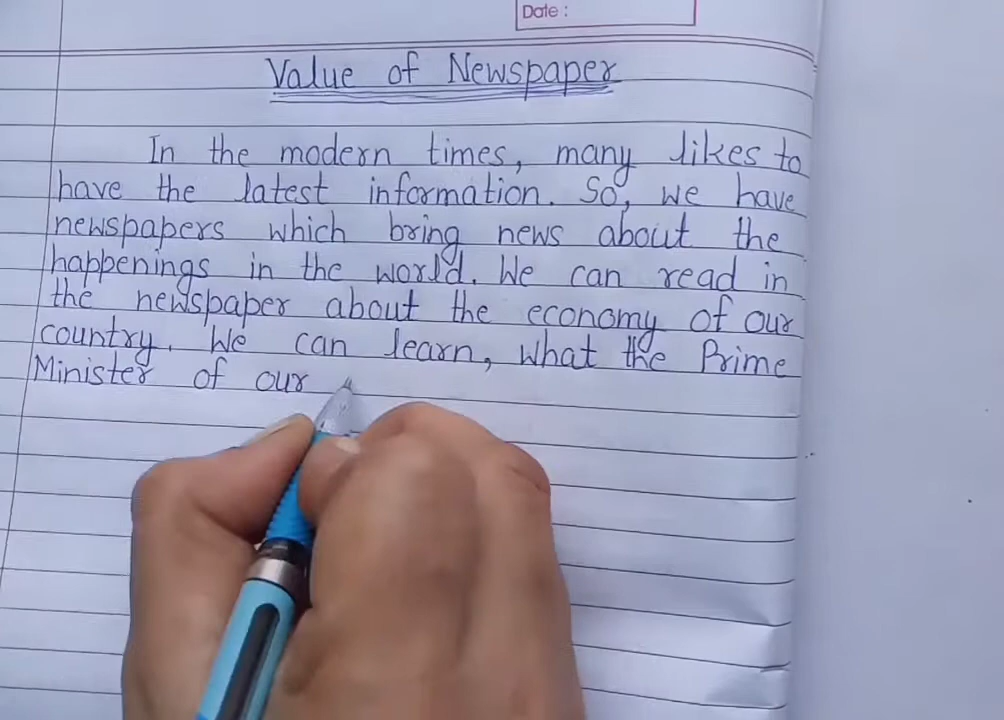 Date :
Value of Newspaper
In the modern times, many likes to
have the latest information. So, we have
newspapers which bring news about the
happenings in the world. We can read in
the newspaper about the economy of our
country. We can learn, what the Prime
Minister of our